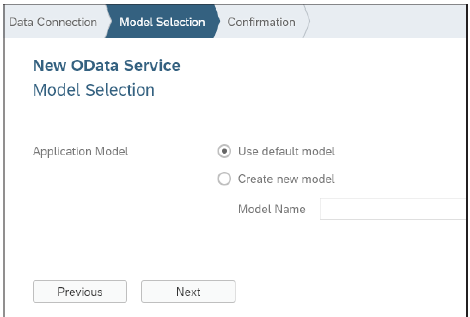 Data Connection Model Selection Confirmation
New OData Service
Model Selection
Application Model Use default model
Create new model
Model Name
Previous Next